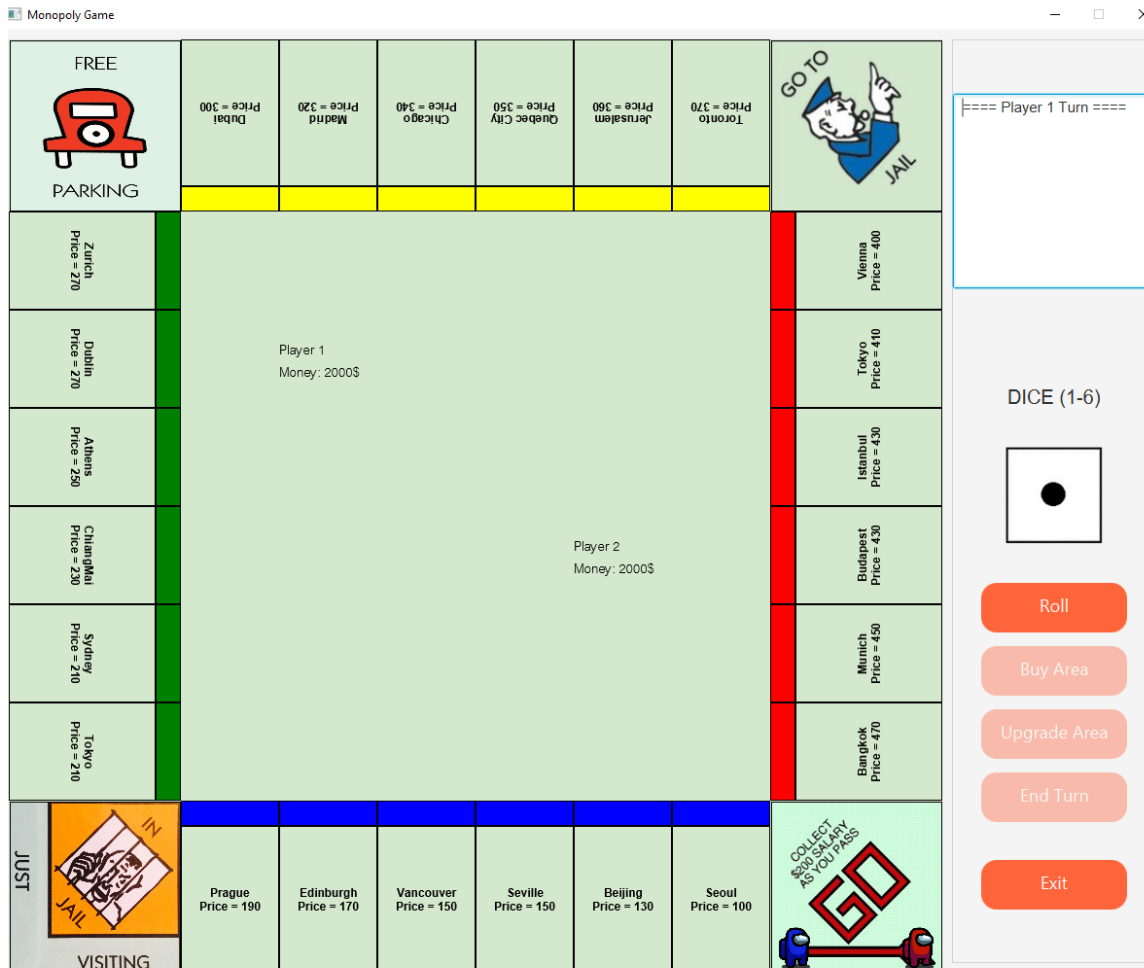 Monopoly Game
FREE
PARKING
Dubai
Price = 300
Madrid
Price = 320
Chicago
Price = 340
Quebec City
Price = 350
Jerusalem
Price = 360
Toronto
Price = 370
GO TO
JAIL
==== Player 1 Turn ====
Zurich
Price = 270
Dublin
Price = 270
Athens
Price = 250
ChiangMai
Price = 230
Sydney
Price = 210
Tokyo
Price = 210
Player 1
Money: 2000$
Player 2
Money: 2000$
Vienna
Price = 400
Tokyo
Price = 410
Istanbul
Price = 430
Budapest
Price = 430
Munich
Price = 450
Bangkok
Price = 470
DICE (1-6)
Roll
Buy Area
Upgrade Area
End Turn
Exit
JUST
IN
JAIL
VISITING
Prague
Price = 190
Edinburgh
Price = 170
Vancouver
Price = 150
Seville
Price = 150
Beijing
Price = 130
Seoul
Price = 100
COLLECT
$200 SALARY
AS YOU PASS
GO